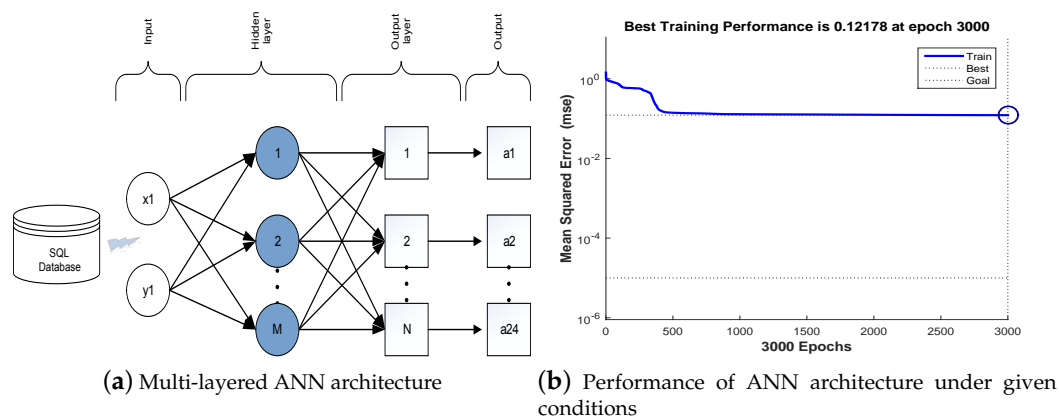 Input
Hidden
layer
Output
layer
Output
1
1
a1
x1
SQL
Database
2
2
a2
y1
M
N
a24
(a) Multi-layered ANN architecture
Best Training Performance is 0.12178 at epoch 3000
Train
Best
Goal
Mean Squared Error (mse)
10^0
10^-2
10^-4
10^-6
0 500 1000 1500 2000 2500 3000
3000 Epochs
(b) Performance of ANN architecture under given
conditions